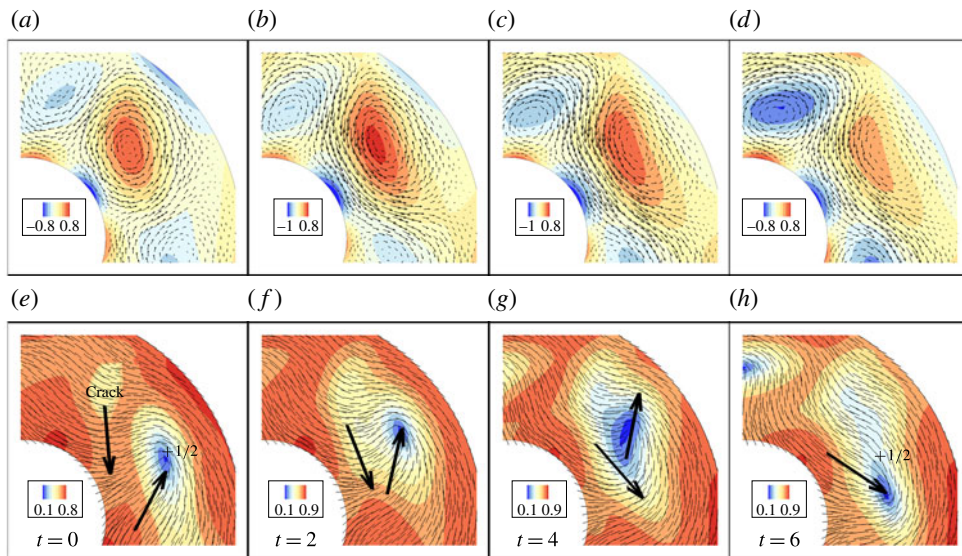 (a) (b) (c) (d)
−0.8 0.8
−1 0.8
−1 0.8
−0.8 0.8
(e) (f) (g) (h)
Crack
+1/2
+1/2
0.1 0.8
0.1 0.9
0.1 0.9
0.1 0.9
t = 0
t = 2
t = 4
t = 6